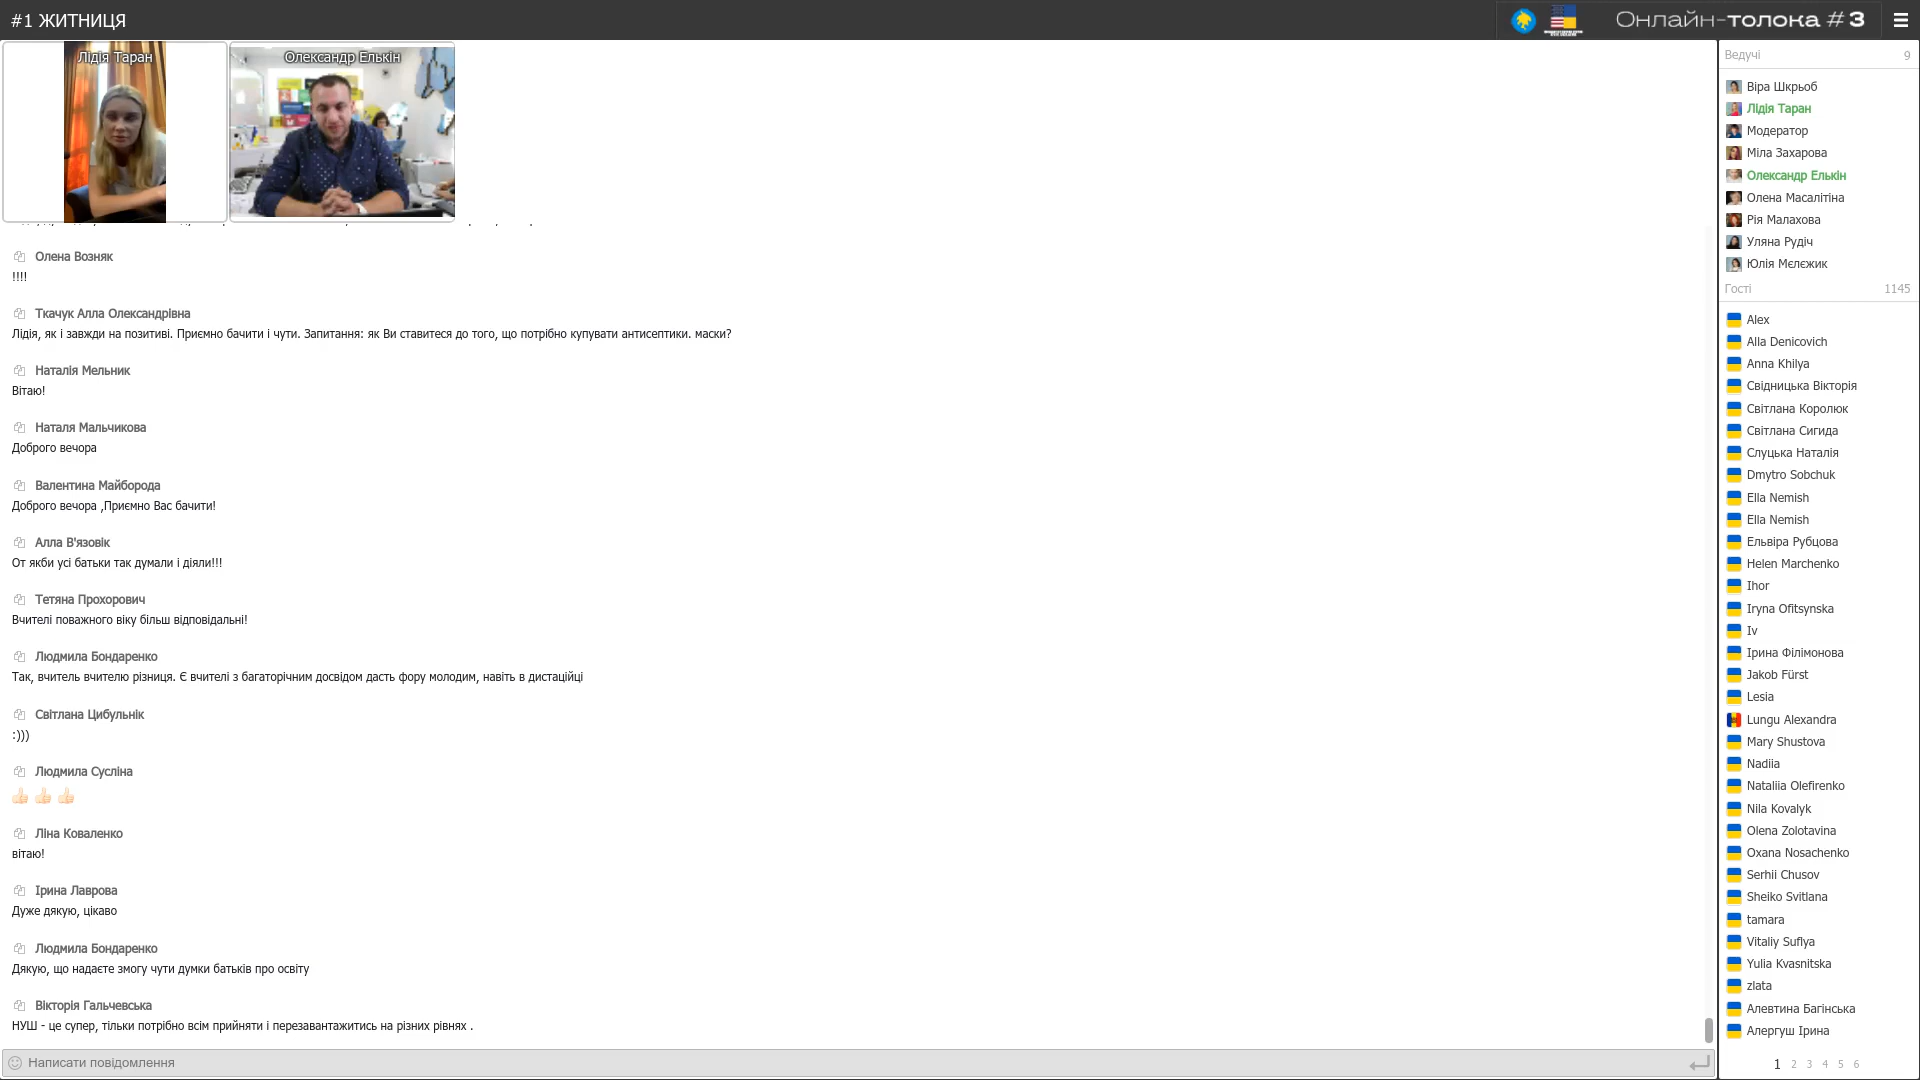 #1 ЖИТНИЦЯ
Онлайн-толока #3
Лідія Таран
Олександр Елькін
Олена Возняк
!!!!
Ткачук Алла Олександрівна
Лідія, як і завжди на позитиві. Приємно бачити і чути. Запитання: як Ви ставитеся до того, що потрібно купувати антисептики. маски?
Наталія Мельник
Вітаю!
Наталя Мальчикова
Доброго вечора
Валентина Майборода
Доброго вечора ,Приємно Вас бачити!
Алла В'язовік
От якби усі батьки так думали і діяли!!!
Тетяна Прохорович
Вчителі поважного віку більш відповідальні!
Людмила Бондаренко
Так, вчитель вчителю різниця. Є вчителі з багаторічним досвідом дасть фору молодим, навіть в дистаційці
Світлана Цибульнік
:)))
Людмила Сусліна
Ліна Коваленко
вітаю!
Ірина Лаврова
Дуже дякую, цікаво
Людмила Бондаренко
Дякую, що надаєте змогу чути думки батьків про освіту
Вікторія Гальчевська
НУШ - це супер, тільки потрібно всім прийняти і перезавантажитись на різних рівнях .
Написати повідомлення
Ведучі 9
Віра Шкрьоб
Лідія Таран
Модератор
Міла Захарова
Олександр Елькін
Олена Масалітіна
Рія Малахова
Уляна Рудіч
Юлія Мєлєжик
Гості 1145
Alex
Alla Denicovich
Anna Khilya
Свідницька Вікторія
Світлана Королюк
Світлана Сигида
Слуцька Наталія
Dmytro Sobchuk
Ella Nemish
Ella Nemish
Ельвіра Рубцова
Helen Marchenko
Ihor
Iryna Ofitsynska
Iv
Ірина Філімонова
Jakob Fürst
Lesia
Lungu Alexandra
Mary Shustova
Nadiia
Nataliia Olefirenko
Nila Kovalyk
Olena Zolotavina
Oxana Nosachenko
Serhii Chusov
Sheiko Svitlana
tamara
Vitaliy Suflya
Yulia Kvasnitska
zlata
Алевтина Багінська
Алергуш Ірина
1 2 3 4 5 6